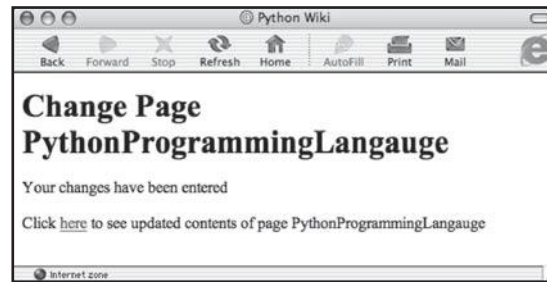 Python Wiki
Back Forward Stop Refresh Home AutoFill Print Mail
Change Page
PythonProgrammingLangauge
Your changes have been entered
Click here to see updated contents of page PythonProgrammingLangauge
Internet zone